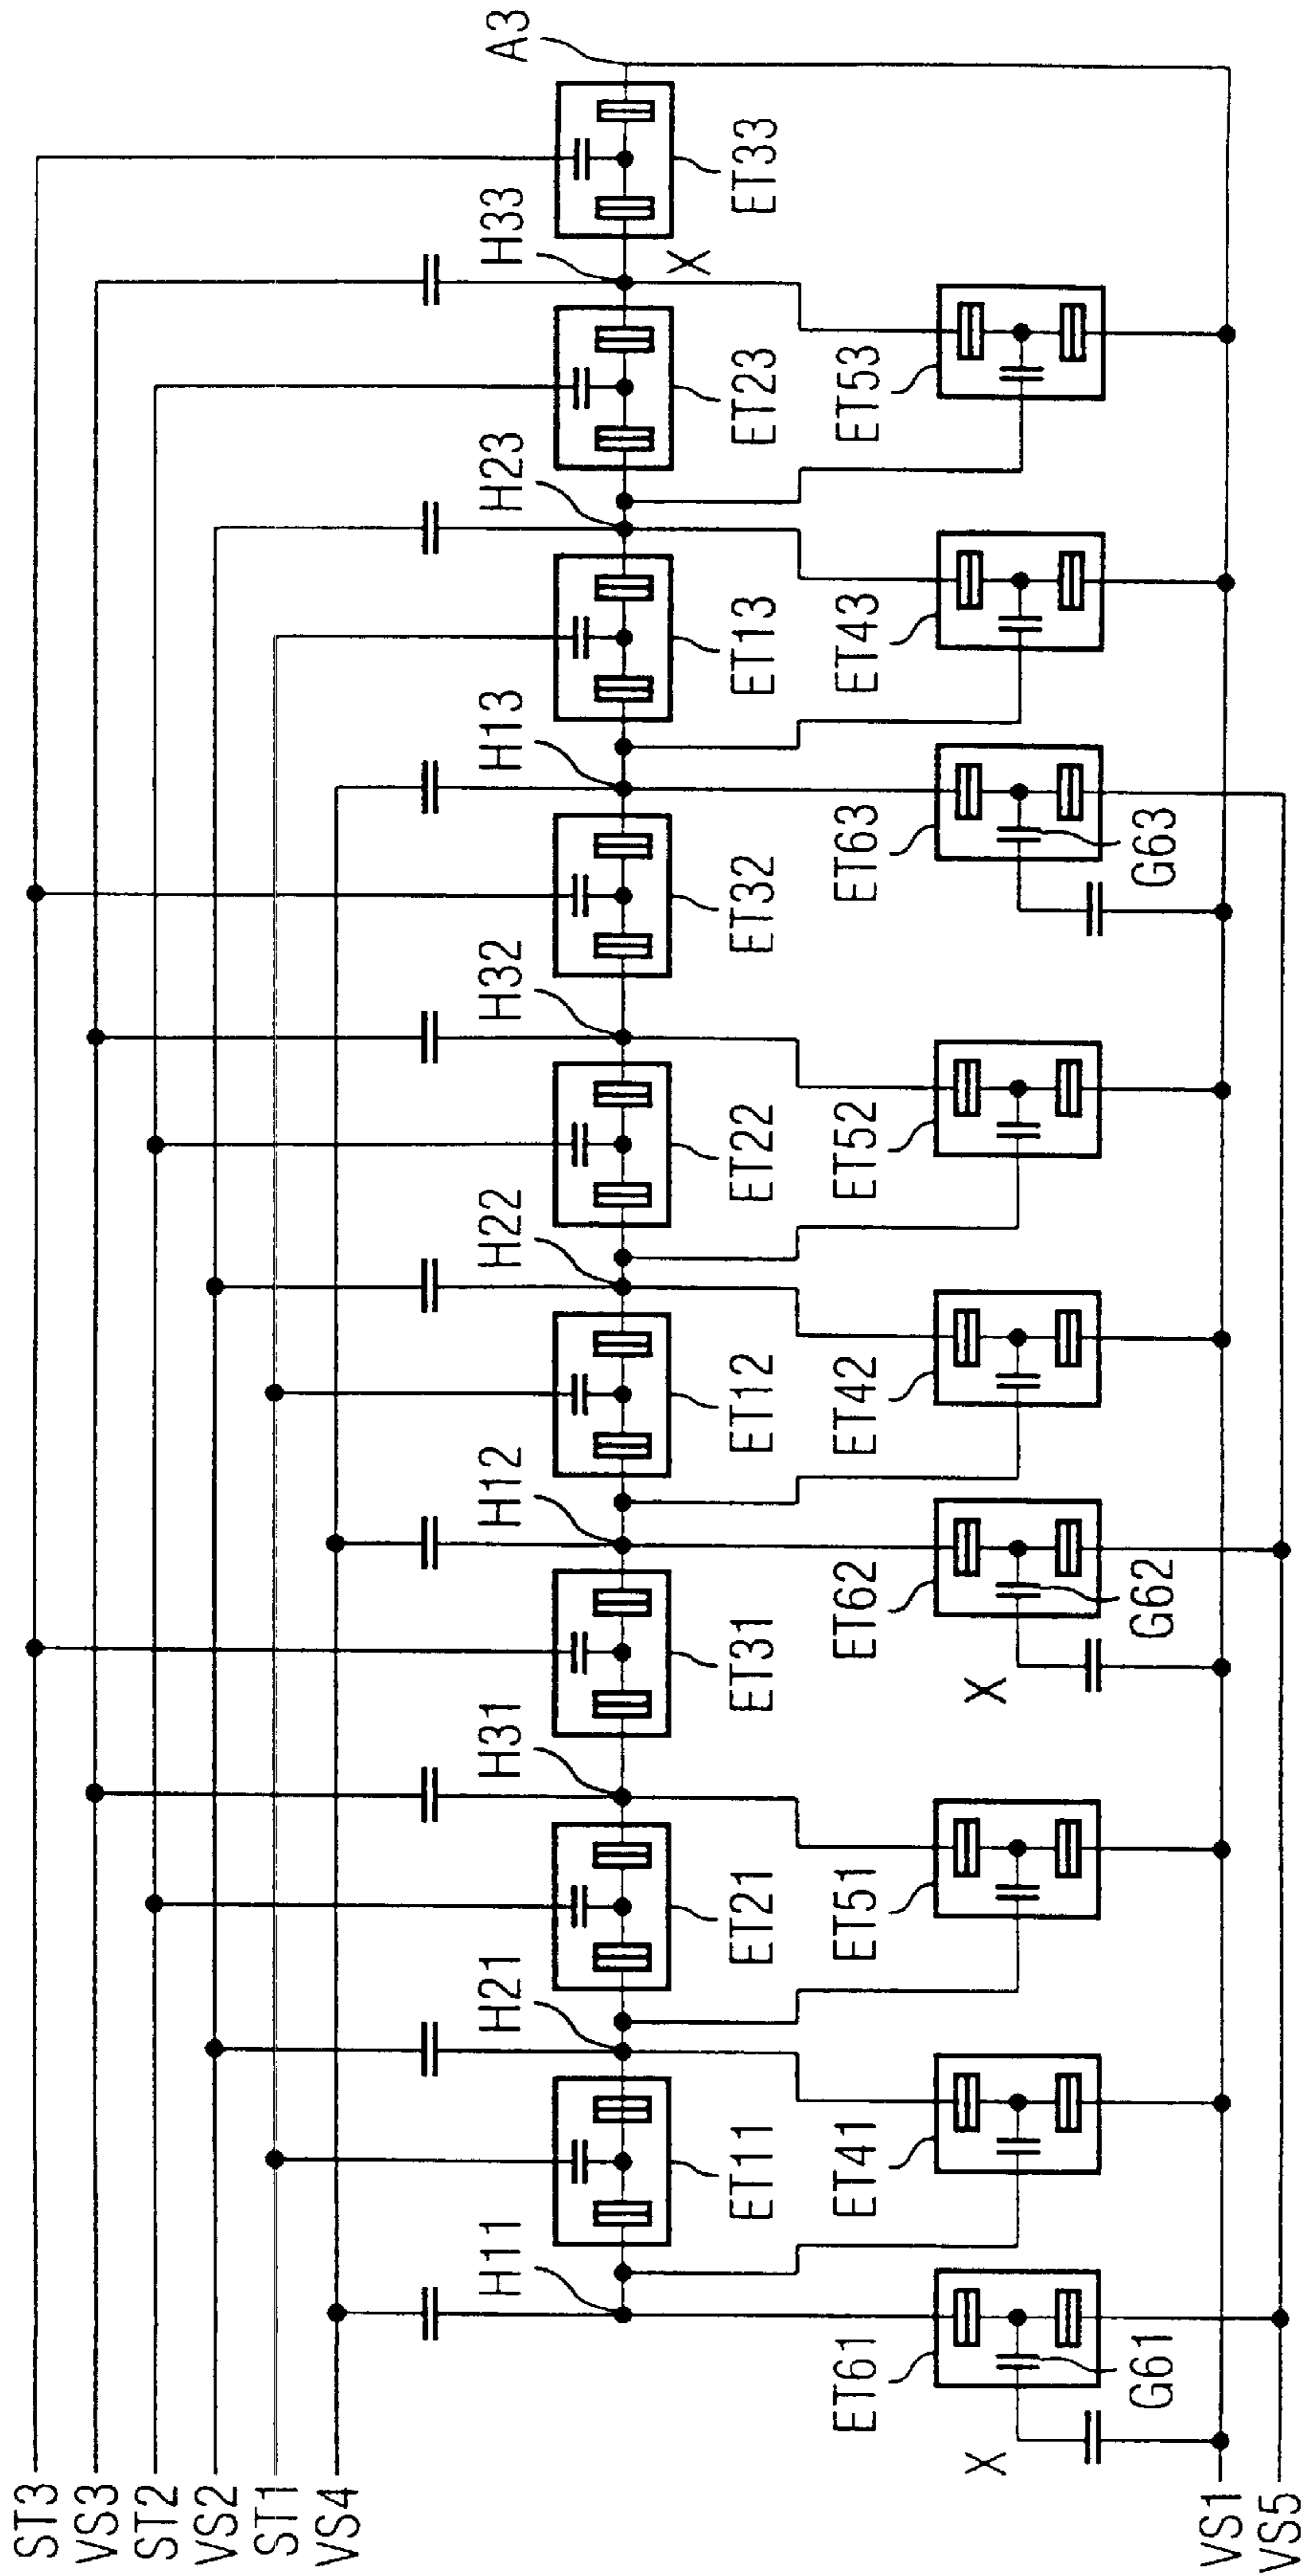 ST3
VS3
ST2
VS2
ST1
VS4
H11
H21
H31
H12
H22
H32
H13
H23
H33
A3
ET11
ET21
ET31
ET12
ET22
ET32
ET13
ET23
ET33
X
ET61
ET41
ET51
ET62
ET42
ET52
ET63
ET43
ET53
X
X
G61
G62
G63
VS1
VS5